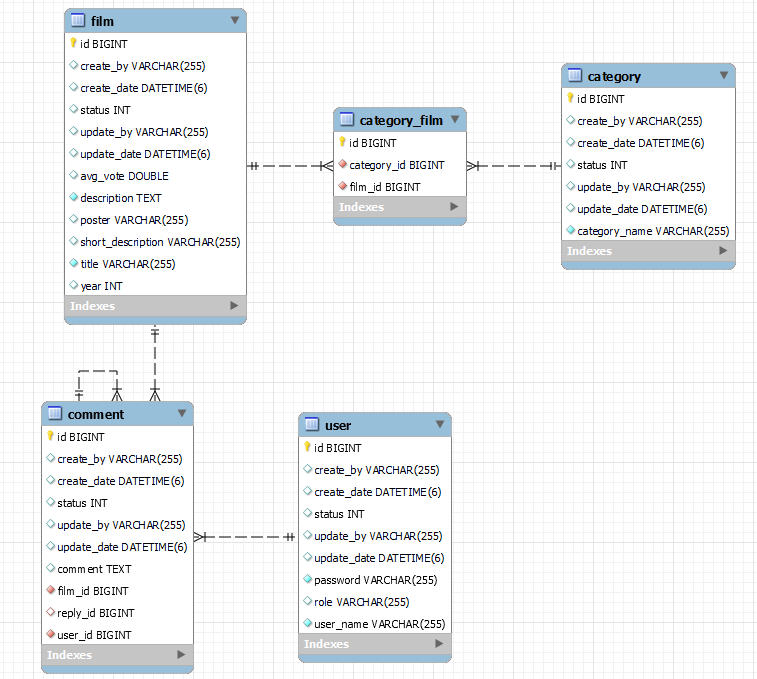 film
id BIGINT
create_by VARCHAR(255)
create_date DATETIME(6)
status INT
update_by VARCHAR(255)
update_date DATETIME(6)
avg_vote DOUBLE
description TEXT
poster VARCHAR(255)
short_description VARCHAR(255)
title VARCHAR(255)
year INT
Indexes
category_film
id BIGINT
category_id BIGINT
film_id BIGINT
Indexes
category
id BIGINT
create_by VARCHAR(255)
create_date DATETIME(6)
status INT
update_by VARCHAR(255)
update_date DATETIME(6)
category_name VARCHAR(255)
Indexes
comment
id BIGINT
create_by VARCHAR(255)
create_date DATETIME(6)
status INT
update_by VARCHAR(255)
update_date DATETIME(6)
comment TEXT
film_id BIGINT
reply_id BIGINT
user_id BIGINT
Indexes
user
id BIGINT
create_by VARCHAR(255)
create_date DATETIME(6)
status INT
update_by VARCHAR(255)
update_date DATETIME(6)
password VARCHAR(255)
role VARCHAR(255)
user_name VARCHAR(255)
Indexes